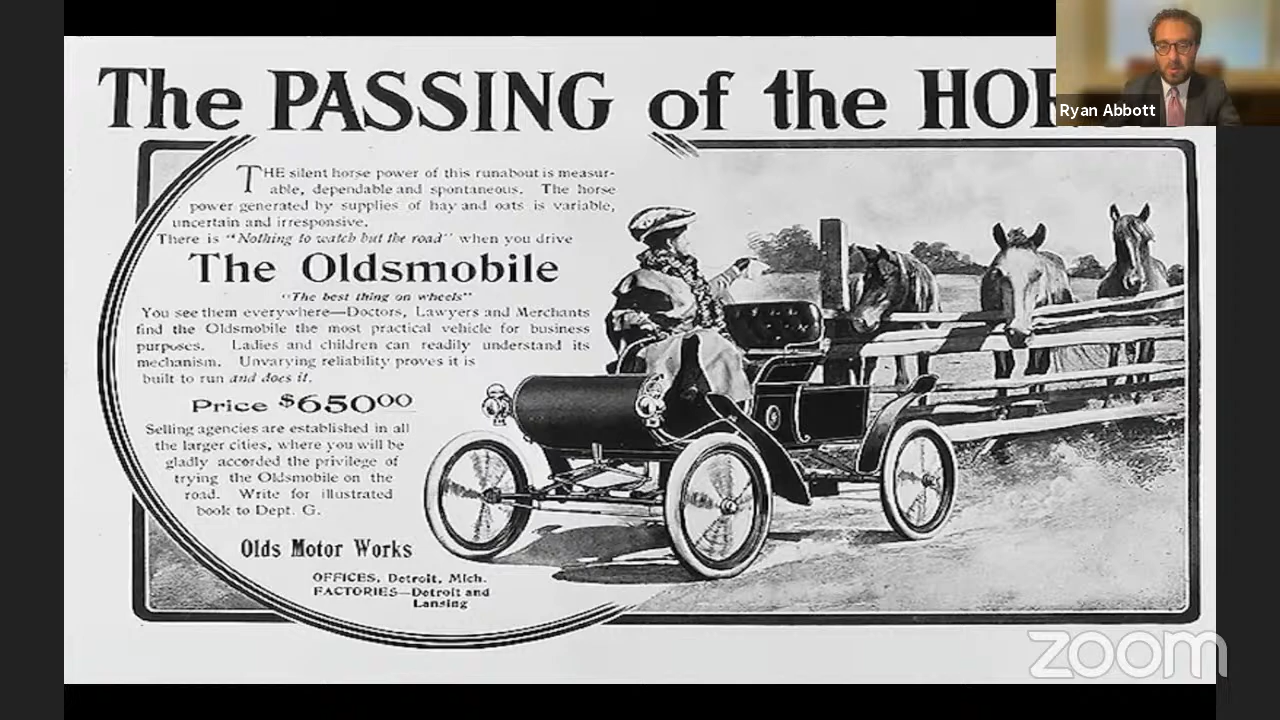 The PASSING of the HOR
Ryan Abbott
THE silent horse power of this runabout is measur-
able, dependable and spontaneous. The horse
power generated by supplies of hay and oats is variable,
uncertain and irresponsive.
There is "Nothing to watch but the road" when you drive
The Oldsmobile
"The best thing on wheels"
You see them everywhere—Doctors, Lawyers and Merchants
find the Oldsmobile the most practical vehicle for business
purposes. Ladies and children can readily understand its
mechanism. Unvarying reliability proves it is
built to run and does it.
Price $65000
Selling agencies are established in all
the larger cities, where you will be
gladly accorded the privilege of
trying the Oldsmobile on the
road. Write for illustrated
book to Dept. G.
Olds Motor Works
OFFICES, Detroit, Mich.
FACTORIES—Detroit and
Lansing
zoom